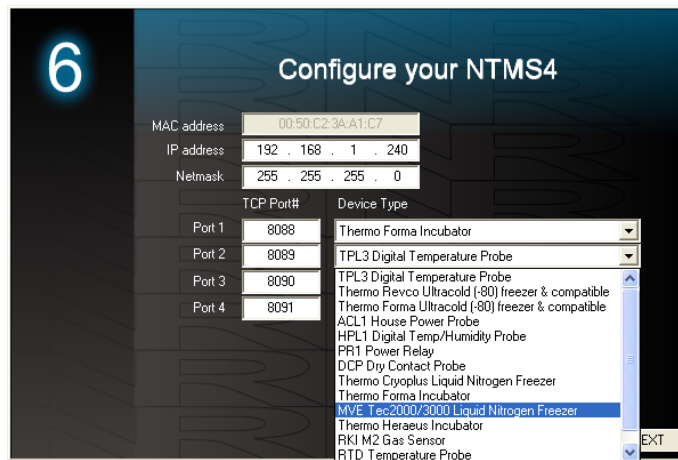 6
Configure your NTMS4
MAC address 00:50:C2:3A:A1:C7
IP address 192 . 168 . 1 . 240
Netmask 255 . 255 . 255 . 0
TCP Port# Device Type
Port 1 8088 Thermo Forma Incubator
Port 2 8089 TPL3 Digital Temperature Probe
Port 3 8090
Port 4 8091
TPL3 Digital Temperature Probe
Thermo Revco Ultracold (-80) freezer & compatible
Thermo Forma Ultracold (-80) freezer & compatible
ACL1 House Power Probe
HPL1 Digital Temp/Humidity Probe
PR1 Power Relay
DCP Dry Contact Probe
Thermo Cryoplus Liquid Nitrogen Freezer
Thermo Forma Incubator
MVE Tec2000/3000 Liquid Nitrogen Freezer
Thermo Heraeus Incubator
RKI M2 Gas Sensor
RTD Temperature Probe
EXT